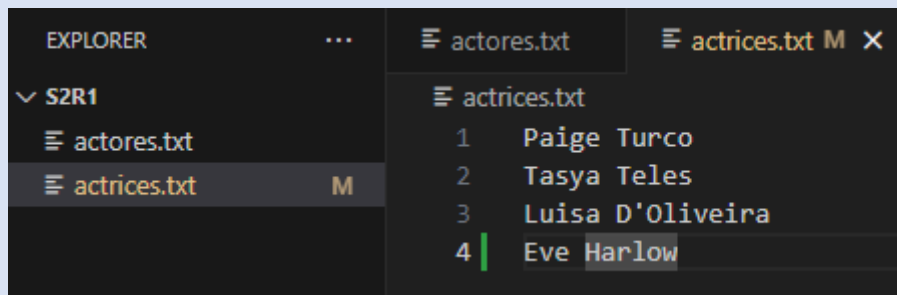 EXPLORER ...
S2R1
actores.txt
actrices.txt M
actores.txt
actrices.txt M
actrices.txt
1 Paige Turco
2 Tasya Teles
3 Luisa D'Oliveira
4 Eve Harlow